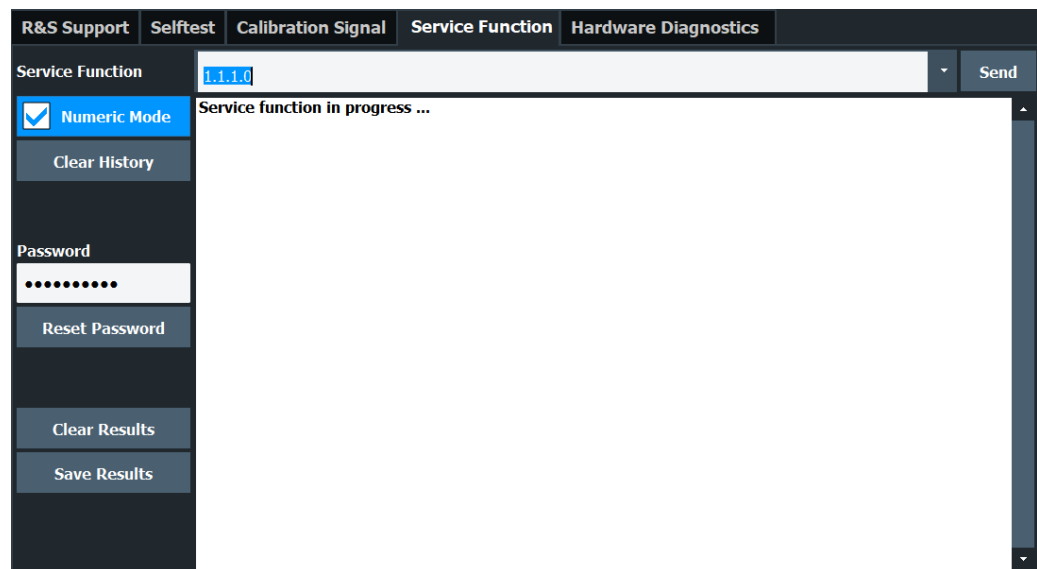 R&S Support Selftest Calibration Signal Service Function Hardware Diagnostics
Service Function 1.1.1.0 Send
Numeric Mode
Service function in progress ...
Clear History
Password
••••••••••
Reset Password
Clear Results
Save Results